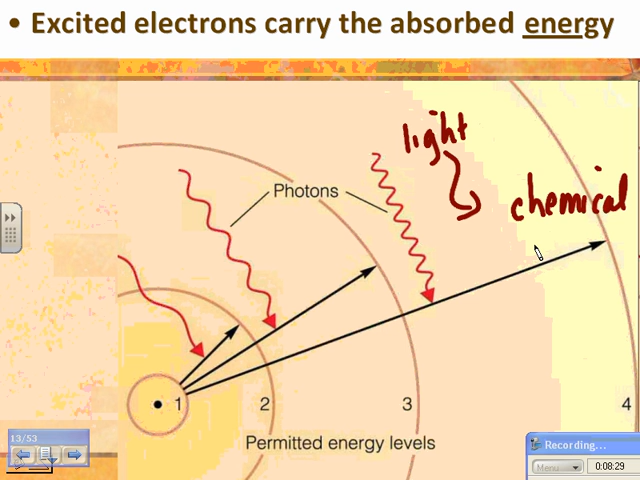 • Excited electrons carry the absorbed energy
light
chemical
Photons
1 2 3 4
Permitted energy levels
13/53
Recording...
Menu
0:08:29